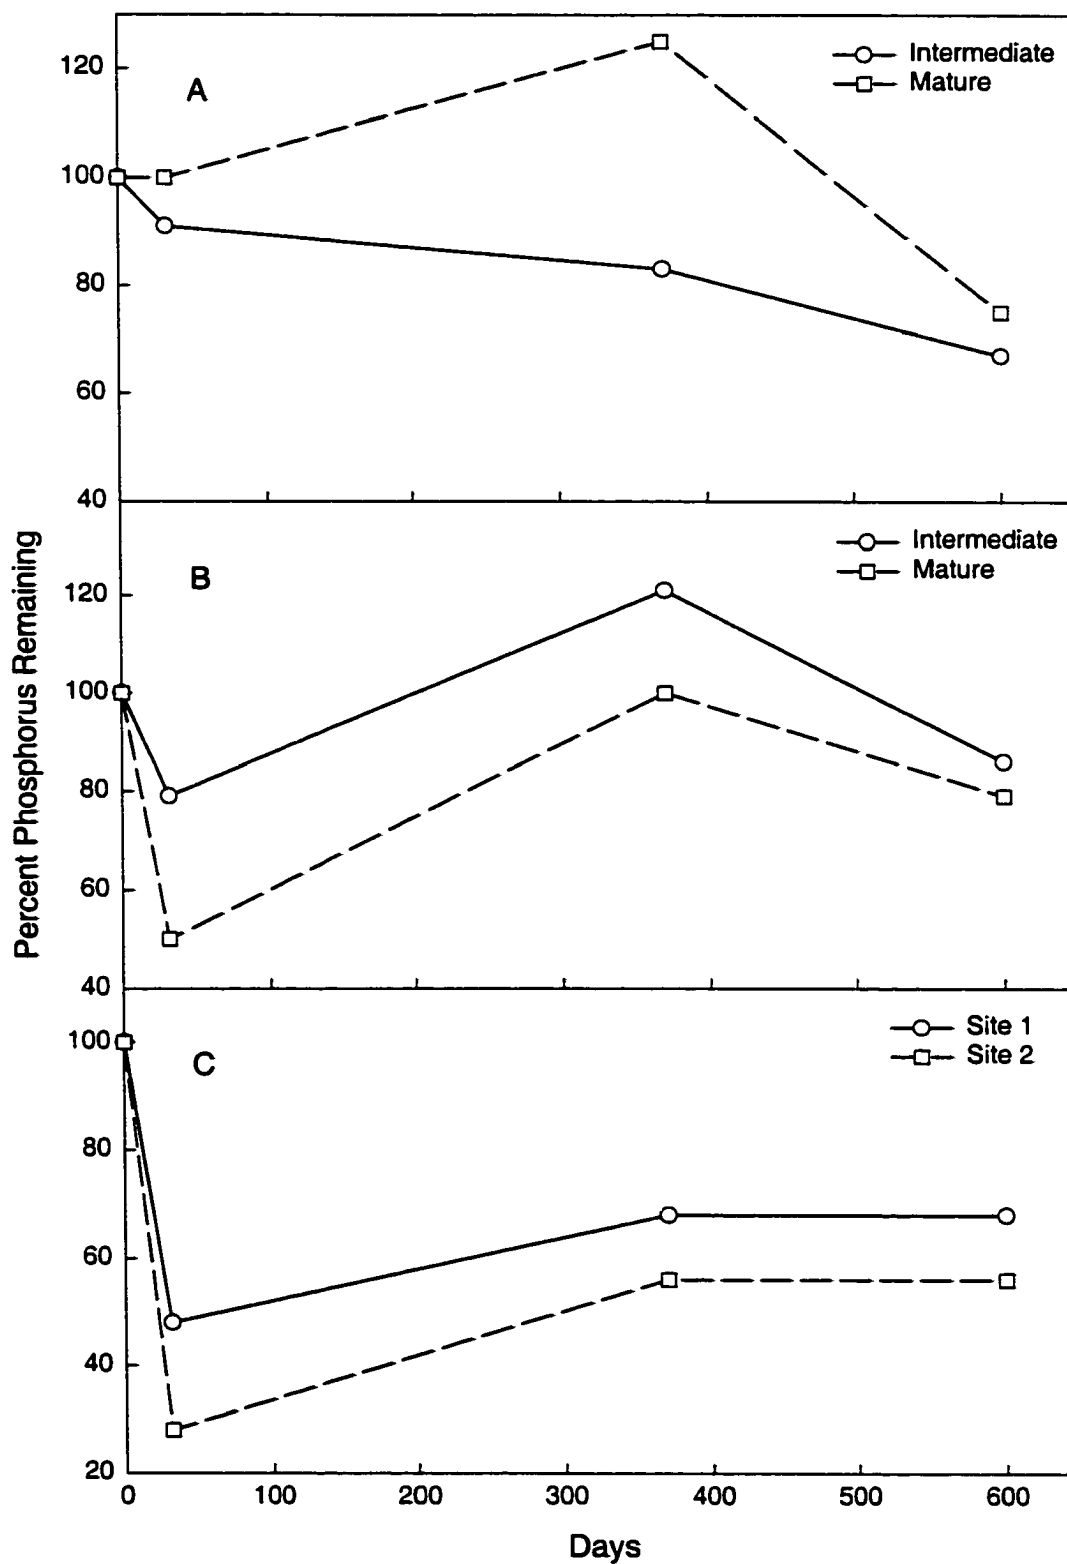 A
Intermediate
Mature
120
100
80
60
40
B
Intermediate
Mature
120
100
80
60
40
Percent Phosphorus Remaining
C
Site 1
Site 2
100
80
60
40
20
0 100 200 300 400 500 600
Days